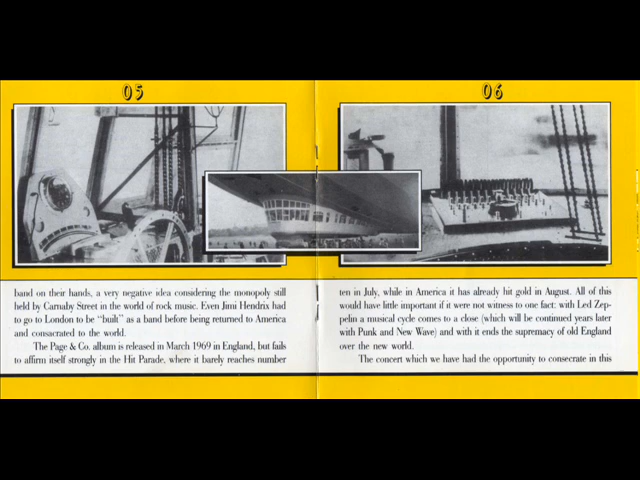 05
band on their hands, a very negative idea considering the monopoly still
held by Carnaby Street in the world of rock music. Even Jimi Hendrix had
to go to London to be “built” as a band before being returned to America
and consacrated to the world.
The Page & Co. album is released in March 1969 in England, but fails
to affirm itself strongly in the Hit Parade, where it barely reaches number
06
ten in July, while in America it has already hit gold in August. All of this
would have little important if it were not witness to one fact: with Led Zep-
pelin a musical cycle comes to a close (which will be continued years later
with Punk and New Wave) and with it ends the supremacy of old England
over the new world.
The concert which we have had the opportunity to consecrate in this